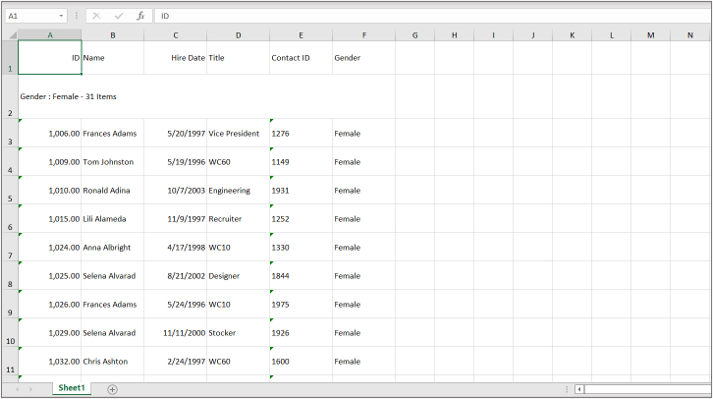 A1 fx ID
A B C D E F G H I J K L M N
1 ID Name Hire Date Title Contact ID Gender
2 Gender : Female - 31 Items
3 1,006.00 Frances Adams 5/20/1997 Vice President 1276 Female
4 1,009.00 Tom Johnston 5/19/1996 WC60 1149 Female
5 1,010.00 Ronald Adina 10/7/2003 Engineering 1931 Female
6 1,015.00 Lili Alameda 11/9/1997 Recruiter 1252 Female
7 1,024.00 Anna Albright 4/17/1998 WC10 1330 Female
8 1,025.00 Selena Alvarad 8/21/2002 Designer 1844 Female
9 1,026.00 Frances Adams 5/24/1996 WC10 1975 Female
10 1,029.00 Selena Alvarad 11/11/2000 Stocker 1926 Female
11 1,032.00 Chris Ashton 2/24/1997 WC60 1600 Female
Sheet1